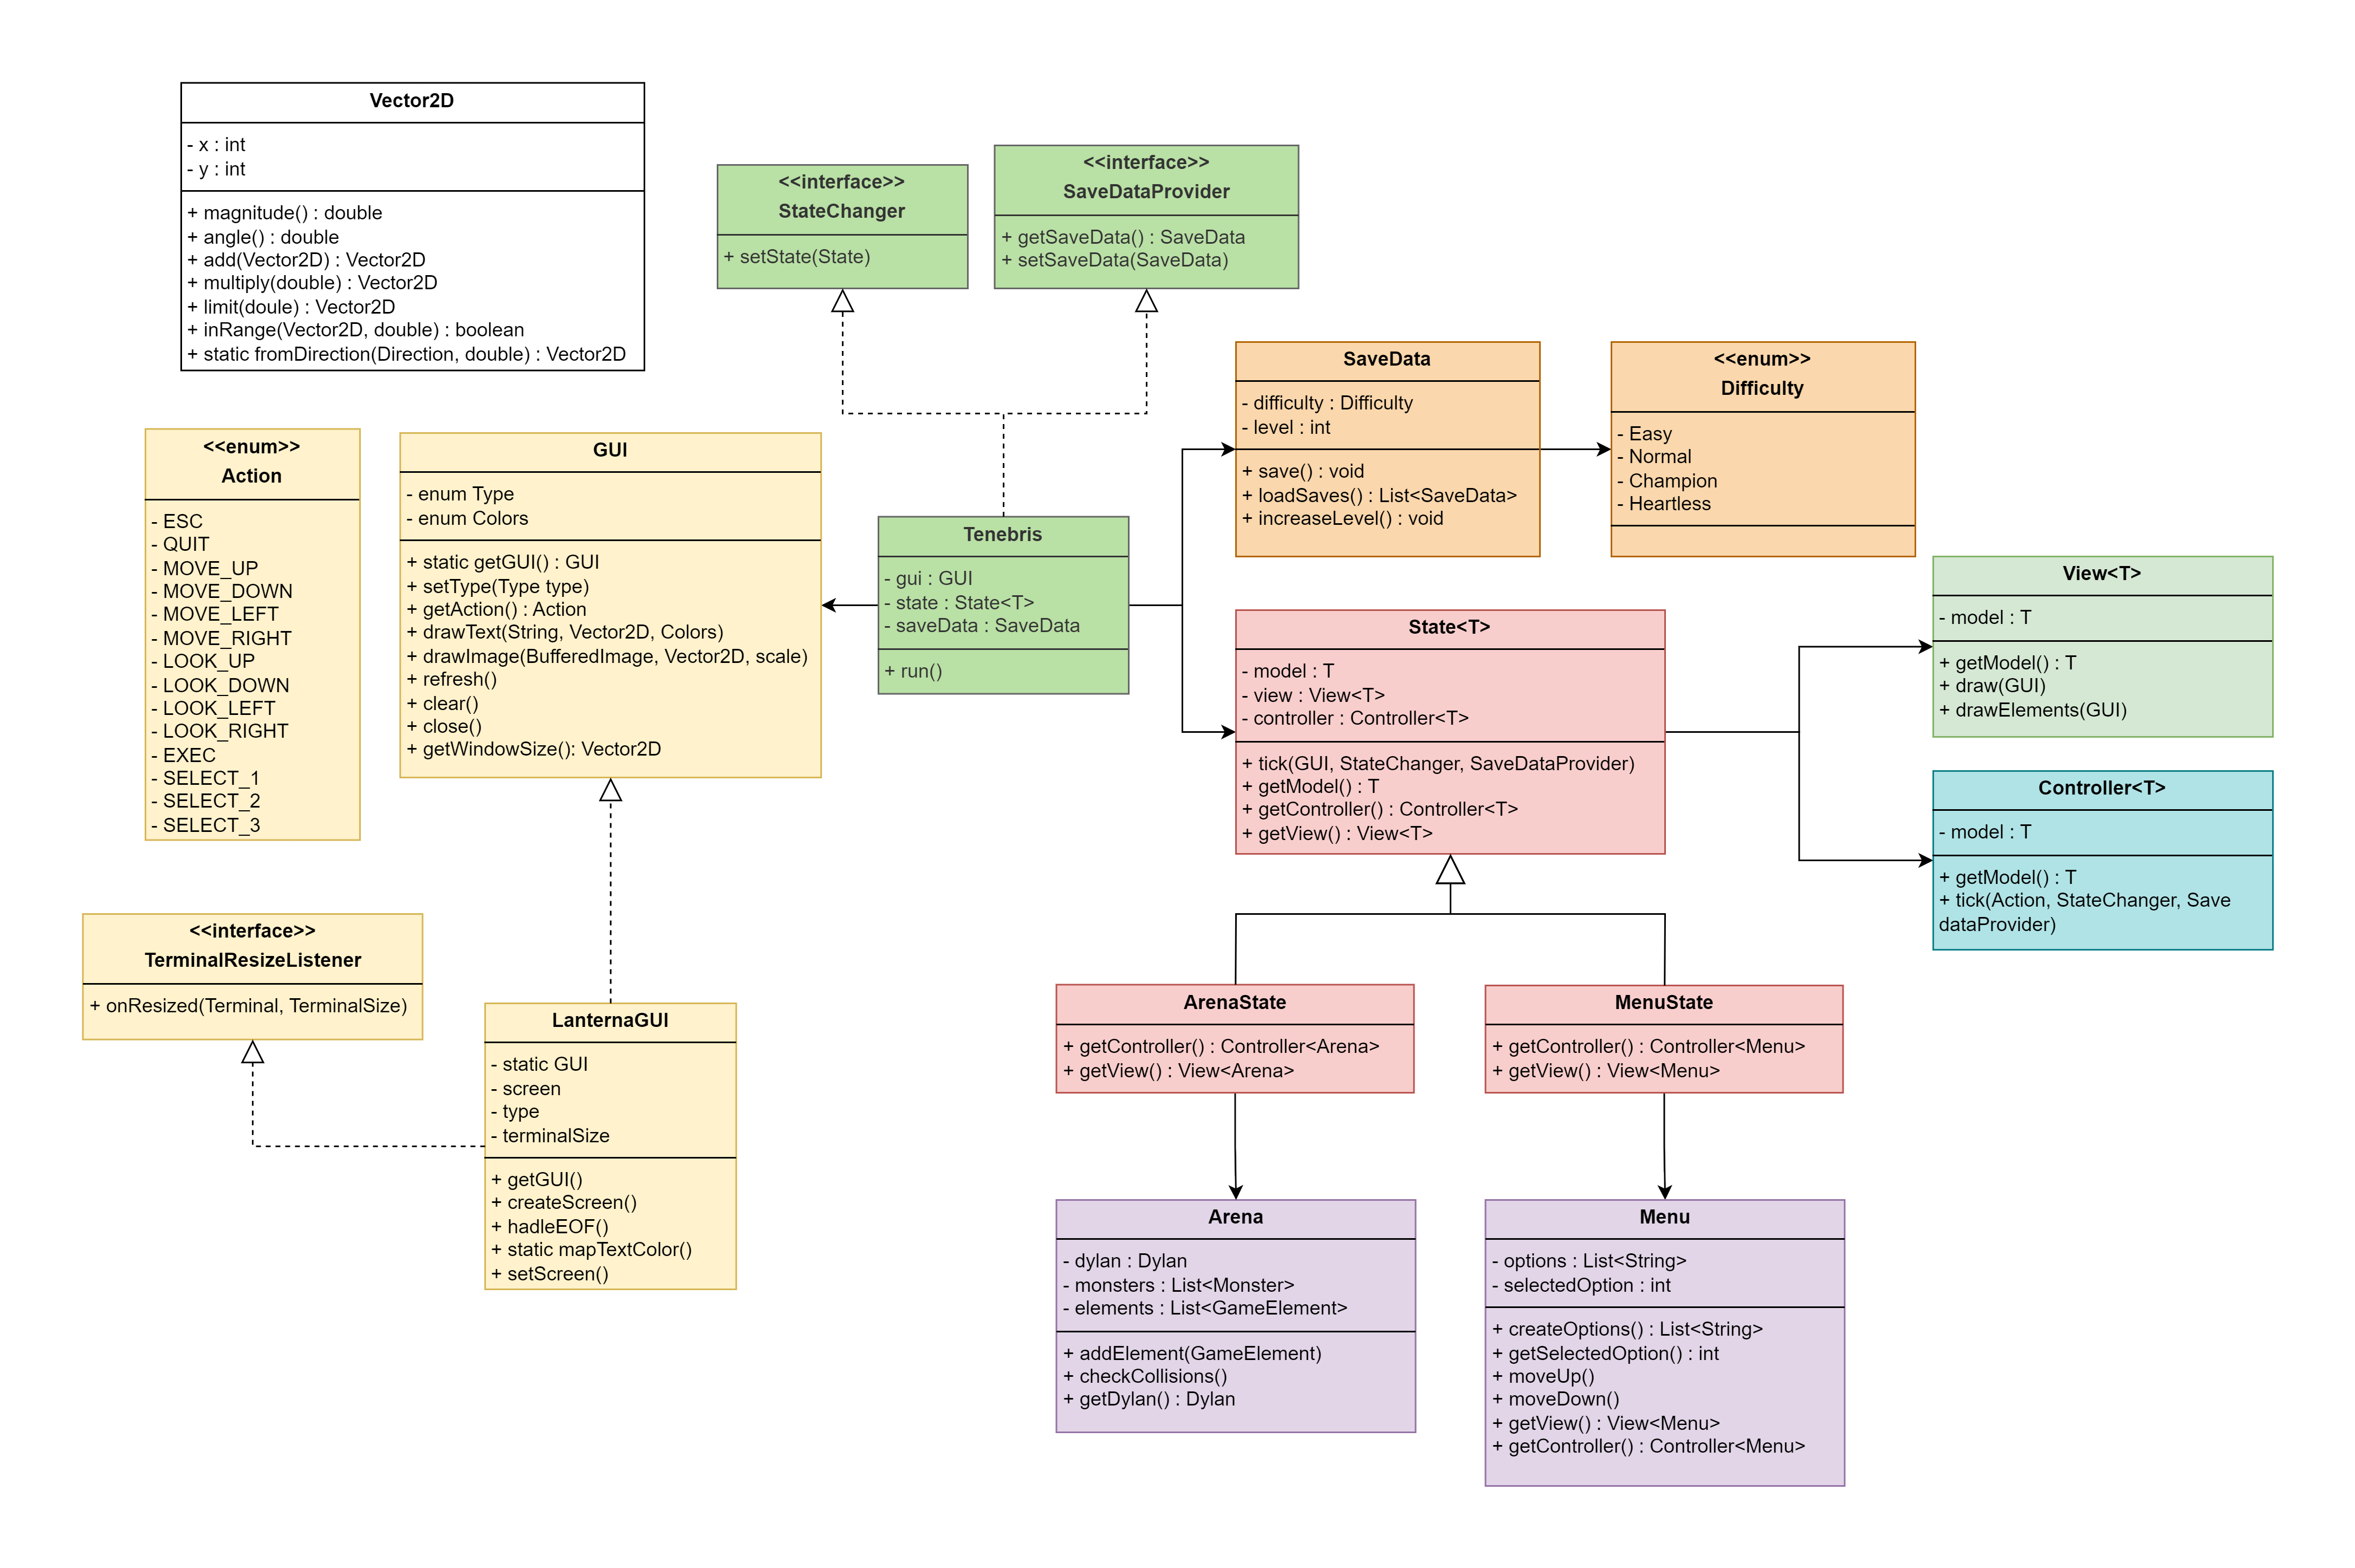 Vector2D
- x : int
- y : int
+ magnitude() : double
+ angle() : double
+ add(Vector2D) : Vector2D
+ multiply(double) : Vector2D
+ limit(doule) : Vector2D
+ inRange(Vector2D, double) : boolean
+ static fromDirection(Direction, double) : Vector2D
<<interface>>
StateChanger
+ setState(State)
<<interface>>
SaveDataProvider
+ getSaveData() : SaveData
+ setSaveData(SaveData)
SaveData
- difficulty : Difficulty
- level : int
+ save() : void
+ loadSaves() : List<SaveData>
+ increaseLevel() : void
<<enum>>
Difficulty
- Easy
- Normal
- Champion
- Heartless
<<enum>>
Action
- ESC
- QUIT
- MOVE_UP
- MOVE_DOWN
- MOVE_LEFT
- MOVE_RIGHT
- LOOK_UP
- LOOK_DOWN
- LOOK_LEFT
- LOOK_RIGHT
- EXEC
- SELECT_1
- SELECT_2
- SELECT_3
GUI
- enum Type
- enum Colors
+ static getGUI() : GUI
+ setType(Type type)
+ getAction() : Action
+ drawText(String, Vector2D, Colors)
+ drawImage(BufferedImage, Vector2D, scale)
+ refresh()
+ clear()
+ close()
+ getWindowSize(): Vector2D
Tenebris
- gui : GUI
- state : State<T>
- saveData : SaveData
+ run()
State<T>
- model : T
- view : View<T>
- controller : Controller<T>
+ tick(GUI, StateChanger, SaveDataProvider)
+ getModel() : T
+ getController() : Controller<T>
+ getView() : View<T>
View<T>
- model : T
+ getModel() : T
+ draw(GUI)
+ drawElements(GUI)
Controller<T>
- model : T
+ getModel() : T
+ tick(Action, StateChanger, Save
dataProvider)
<<interface>>
TerminalResizeListener
+ onResized(Terminal, TerminalSize)
LanternaGUI
- static GUI
- screen
- type
- terminalSize
+ getGUI()
+ createScreen()
+ hadleEOF()
+ static mapTextColor()
+ setScreen()
ArenaState
+ getController() : Controller<Arena>
+ getView() : View<Arena>
MenuState
+ getController() : Controller<Menu>
+ getView() : View<Menu>
Arena
- dylan : Dylan
- monsters : List<Monster>
- elements : List<GameElement>
+ addElement(GameElement)
+ checkCollisions()
+ getDylan() : Dylan
Menu
- options : List<String>
- selectedOption : int
+ createOptions() : List<String>
+ getSelectedOption() : int
+ moveUp()
+ moveDown()
+ getView() : View<Menu>
+ getController() : Controller<Menu>